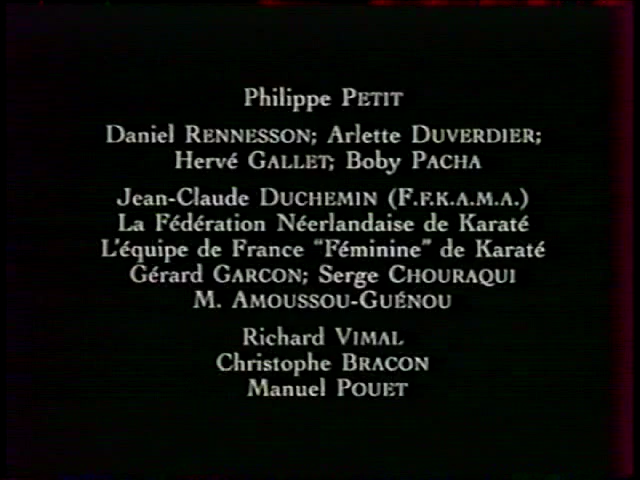 Philippe PETIT
Daniel RENNESSON; Arlette DUVERDIER;
Hervé GALLET; Boby PACHA
Jean-Claude DUCHEMIN (F.F.K.A.M.A.)
La Fédération Néerlandaise de Karaté
L'équipe de France "Féminine" de Karaté
Gérard GARCON; Serge CHOURAQUI
M. AMOUSSOU-GUÉNOU
Richard VIMAL
Christophe BRACON
Manuel POUET